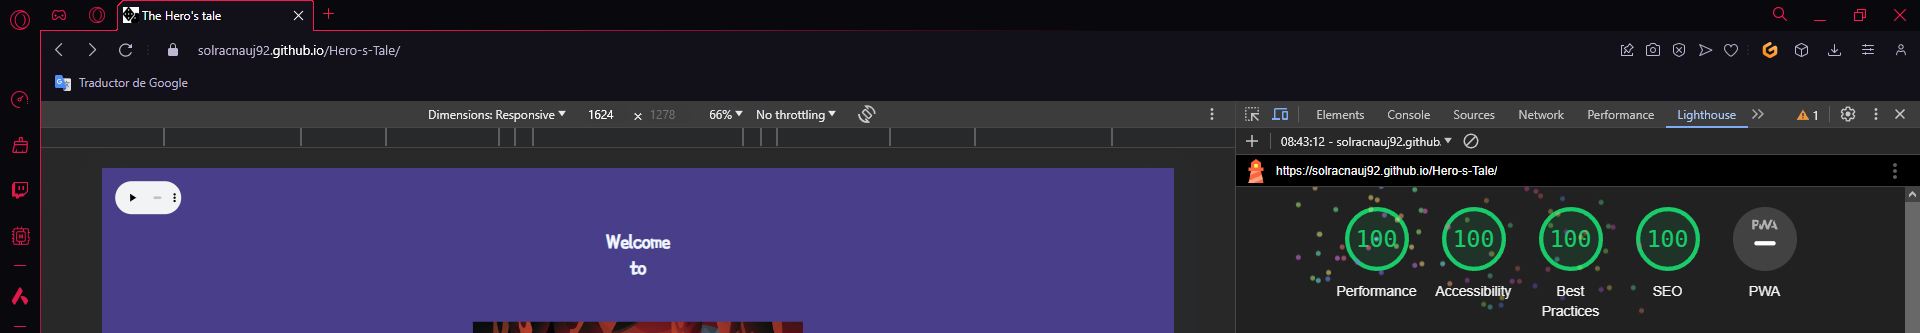 The Hero's tale
solracnauj92.github.io/Hero-s-Tale/
Traductor de Google
Dimensions: Responsive 1624 × 1278 66% No throttling
Elements Console Sources Network Performance Lighthouse 1
08:43:12 - solracnauj92.github.
https://solracnauj92.github.io/Hero-s-Tale/
Welcome
to
100 100 100 100 PWA
Performance Accessibility Best Practices SEO PWA